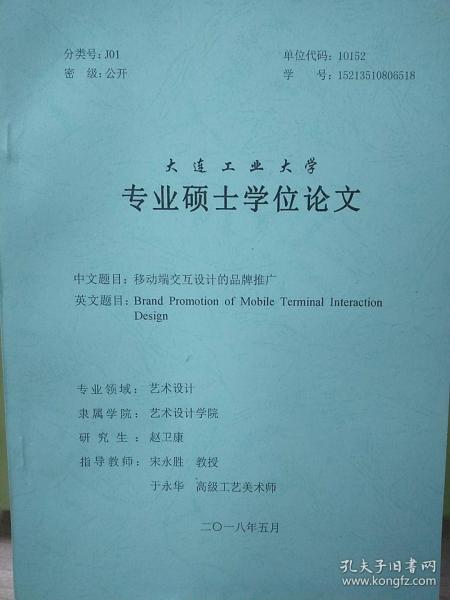 分类号：J01
单位代码：10152
密 级：公开
学 号：15213510806518
大连工业大学
专业硕士学位论文
中文题目：移动端交互设计的品牌推广
英文题目：Brand Promotion of Mobile Terminal Interaction
Design
专业领域：艺术设计
隶属学院：艺术设计学院
研究生：赵卫康
指导教师：宋永胜 教授
于永华 高级工艺美术师
二〇一八年五月
孔夫子旧书网
www.kongfz.com